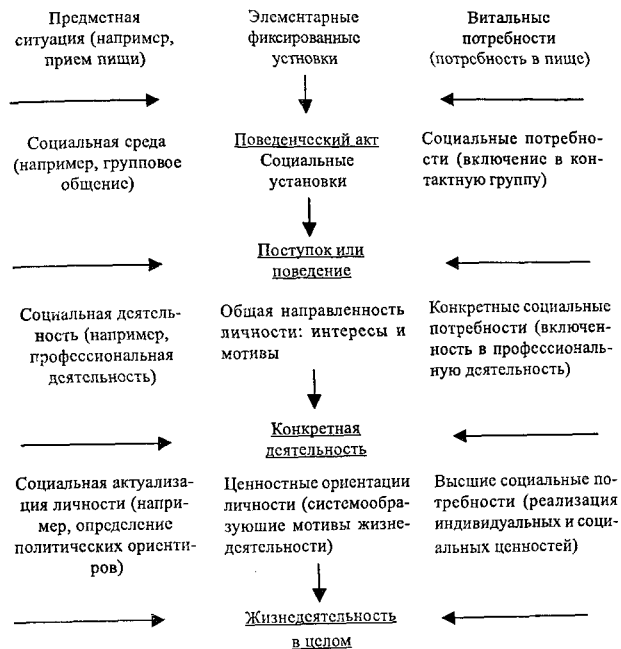 Предметная
ситуация (например,
прием пищи)
Элементарные
фиксированные
устновки
Витальные
потребности
(потребность в пище)
Социальная среда
(например, групповое
общение)
Поведенческий акт
Социальные
установки
Социальные потребно-
сти (включение в кон-
тактную группу)
Поступок или
поведение
Социальная деятель-
ность (например,
профессиональная
деятельность)
Общая направленность
личности: интересы и
мотивы
Конкретные социальные
потребности (включен-
ность в профессиональ-
ную деятельность)
Конкретная
деятельность
Социальная актуализа-
ция личности (напри-
мер, определение
политических ориенти-
ров)
Ценностные ориентации
личности (системообра-
зующие мотивы жизне-
деятельности)
Высшие социальные по-
требности (реализация
индивидуальных и соци-
альных ценностей)
Жизнедеятельность
в целом